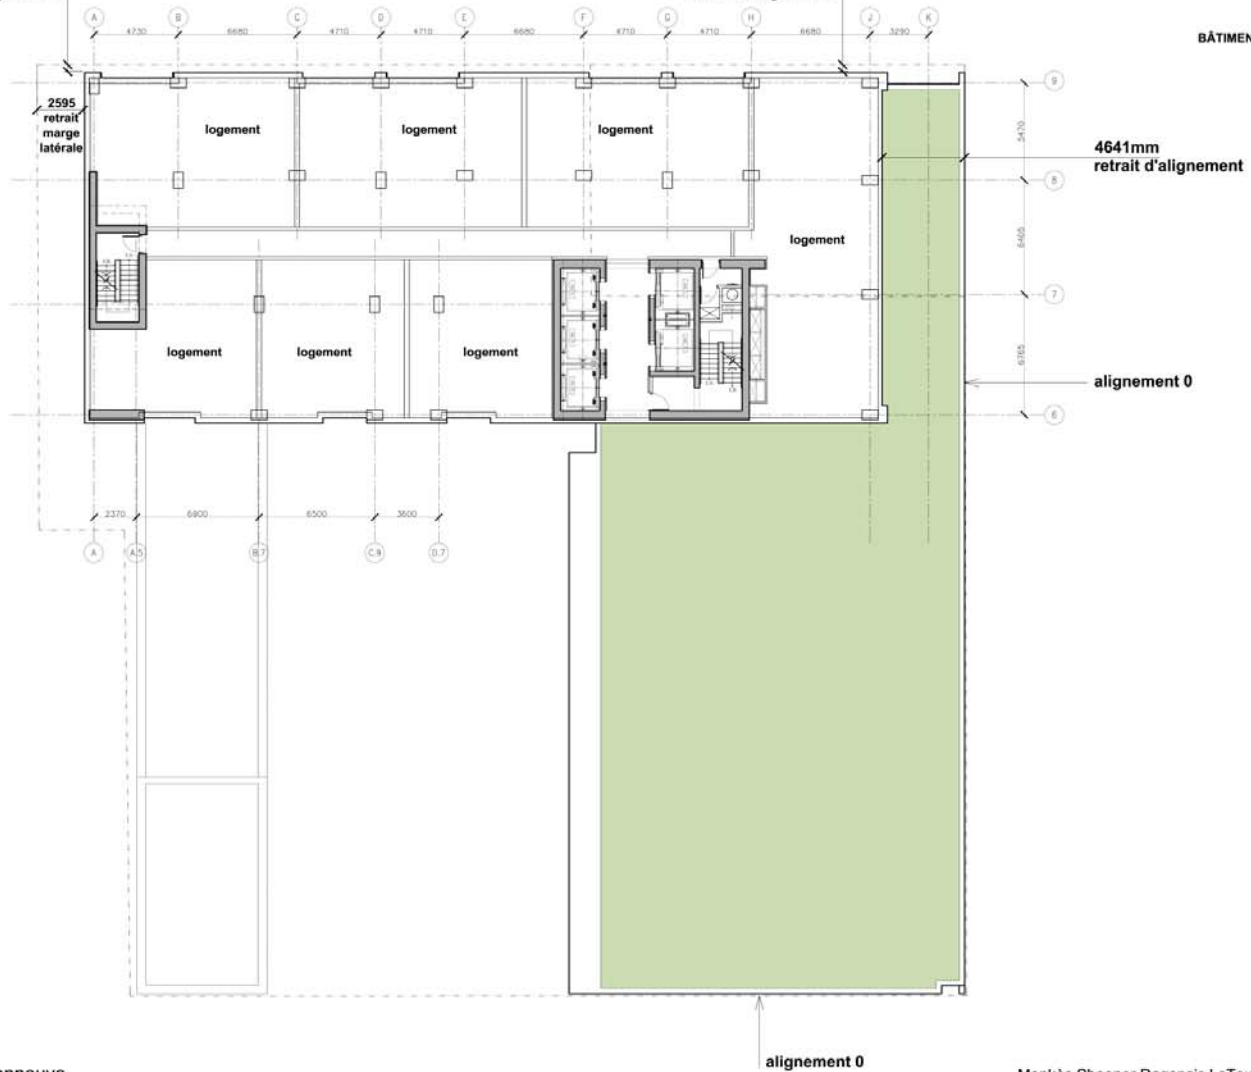 A B C D E F G H J K
4730 6680 4710 4710 6680 4710 4710 6680 3290
BÂTIMEN
9
2595
retrait
marge
latérale
logement
logement
logement
5470
4641mm
retrait d'alignement
8
logement
6405
7
logement
logement
logement
6765
alignement 0
6
2370 6800 6500 3600
A A.5 B.7 C.9 D.7
alignement 0